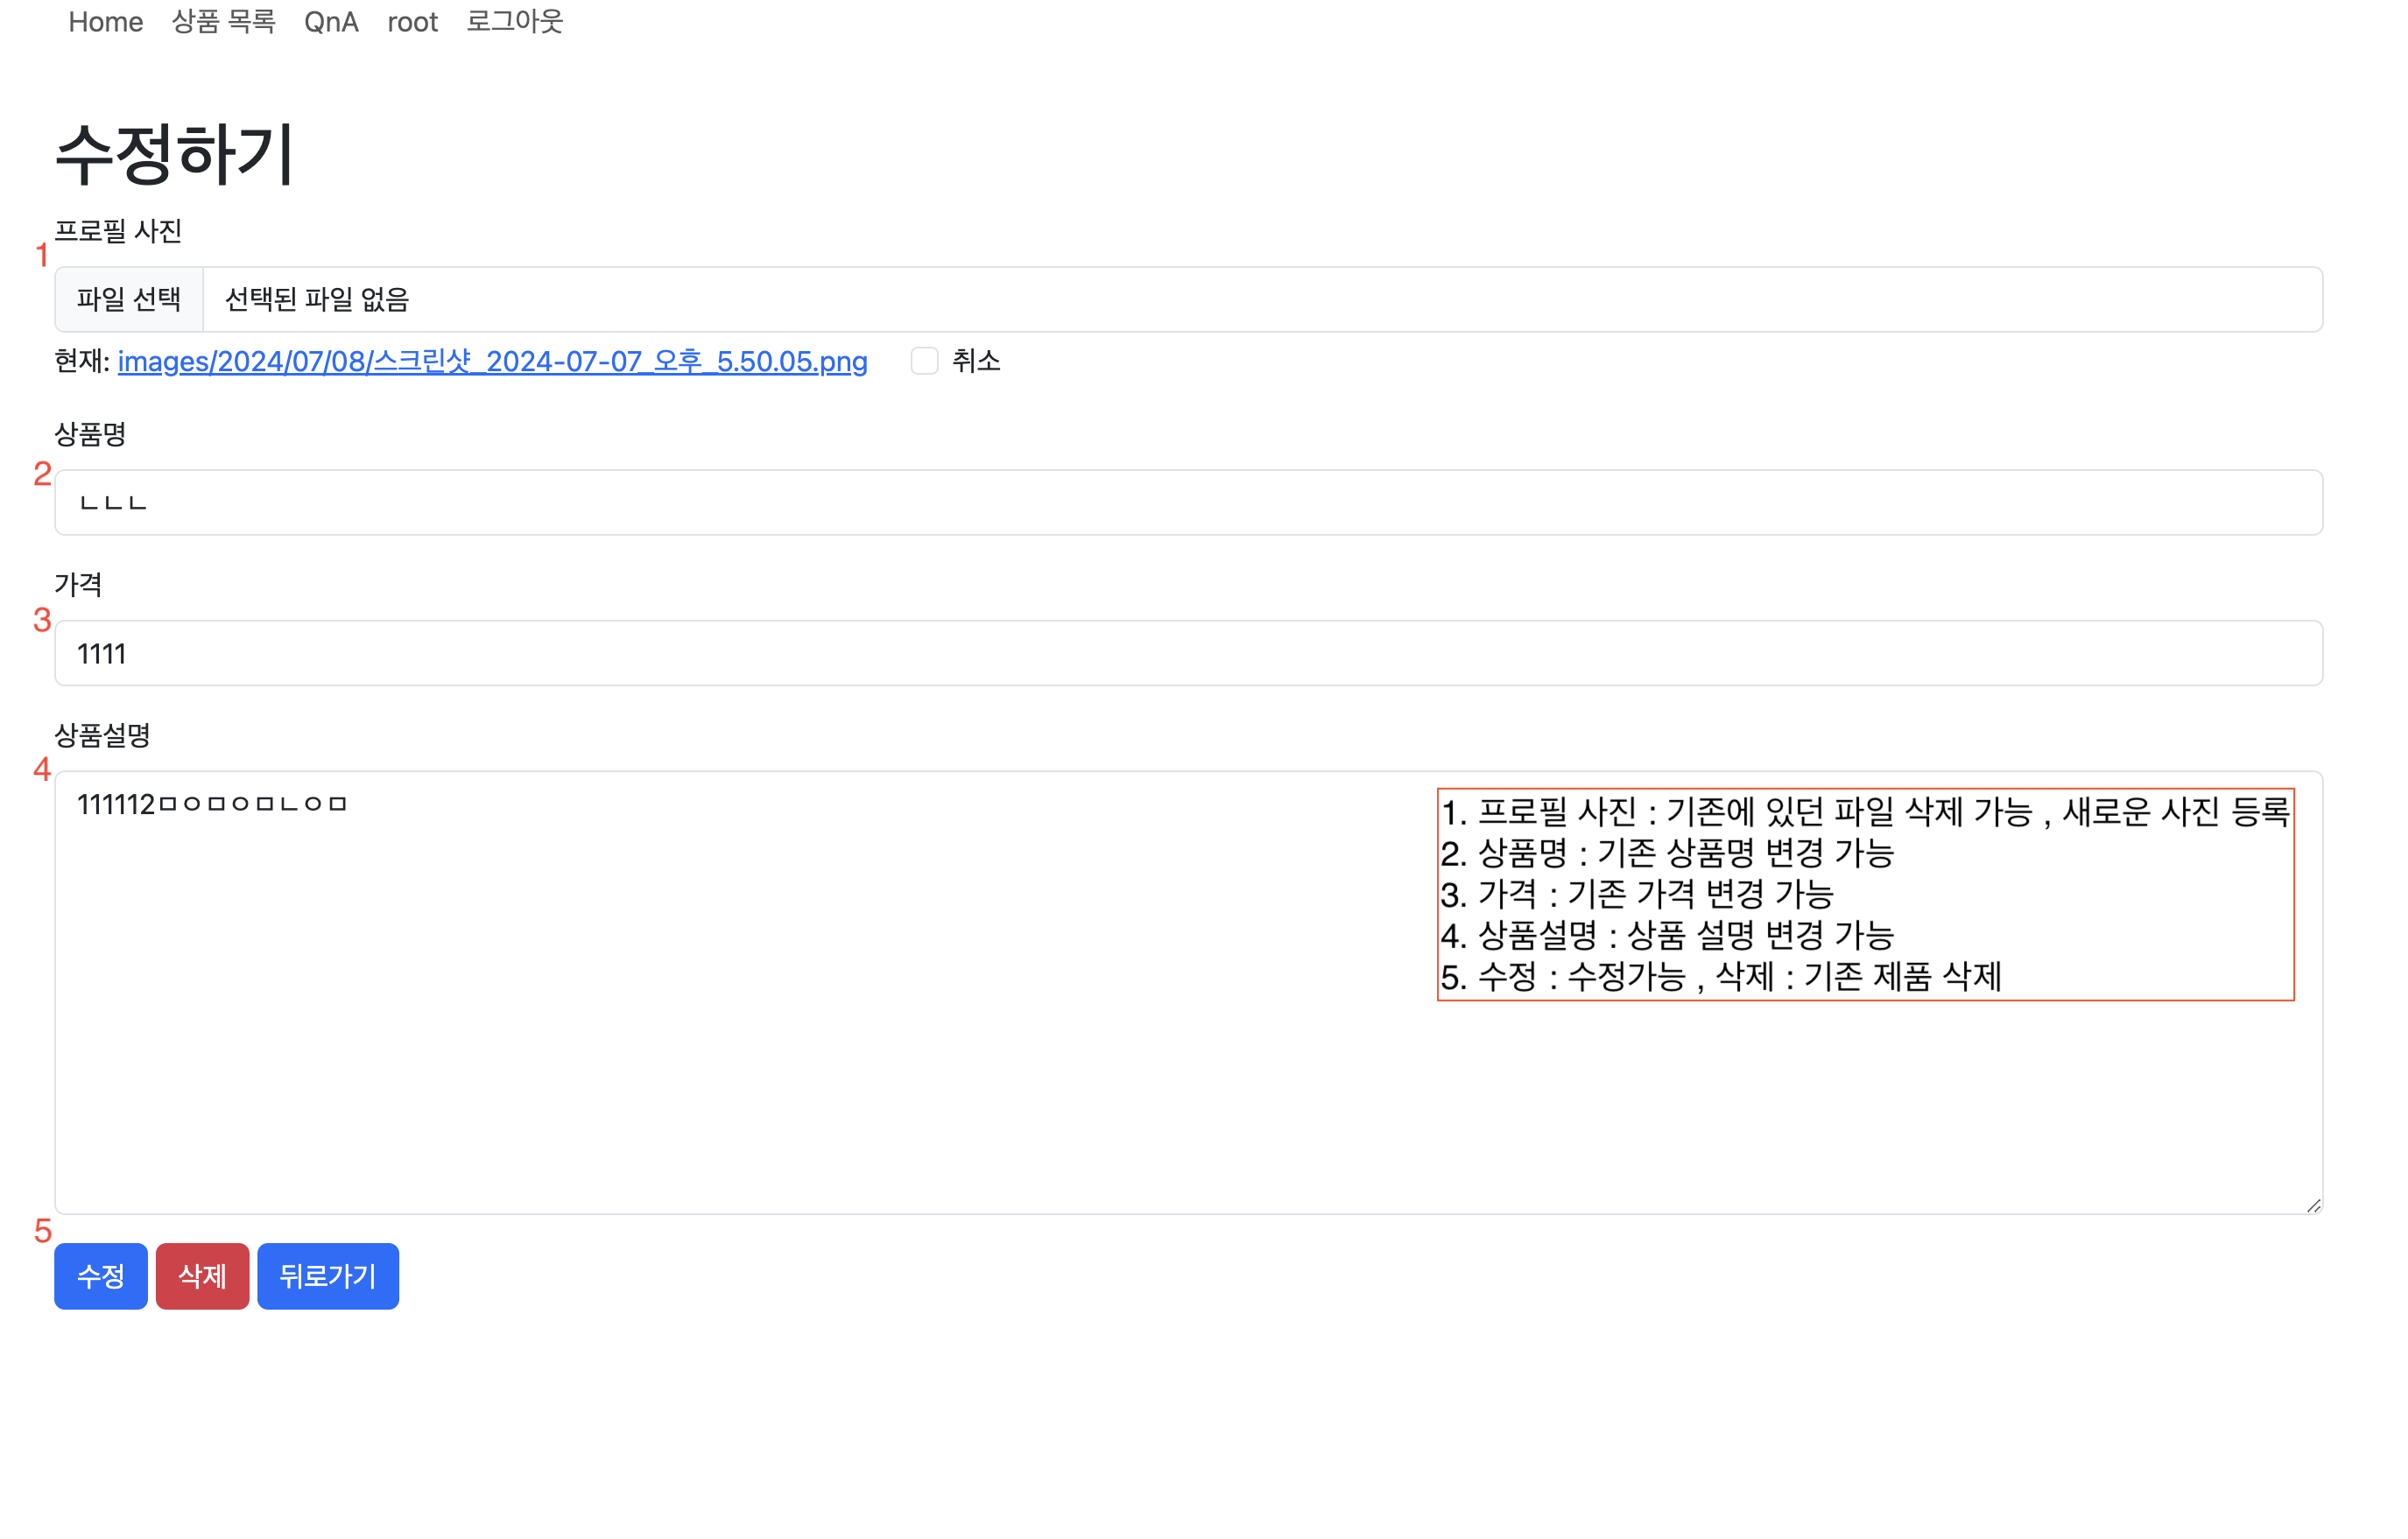 Home 상품 목록 QnA root 로그아웃
수정하기
프로필 사진
1
파일 선택 선택된 파일 없음
현재: images/2024/07/08/스크린샷_2024-07-07_오후_5.50.05.png 취소
상품명
2
ㄴㄴㄴ
가격
3
1111
상품설명
4
111112ㅁㅇㅁㅇㅁㄴㅇㅁ
1. 프로필 사진 : 기존에 있던 파일 삭제 가능 , 새로운 사진 등록
2. 상품명 : 기존 상품명 변경 가능
3. 가격 : 기존 가격 변경 가능
4. 상품설명 : 상품 설명 변경 가능
5. 수정 : 수정가능 , 삭제 : 기존 제품 삭제
5
수정 삭제 뒤로가기